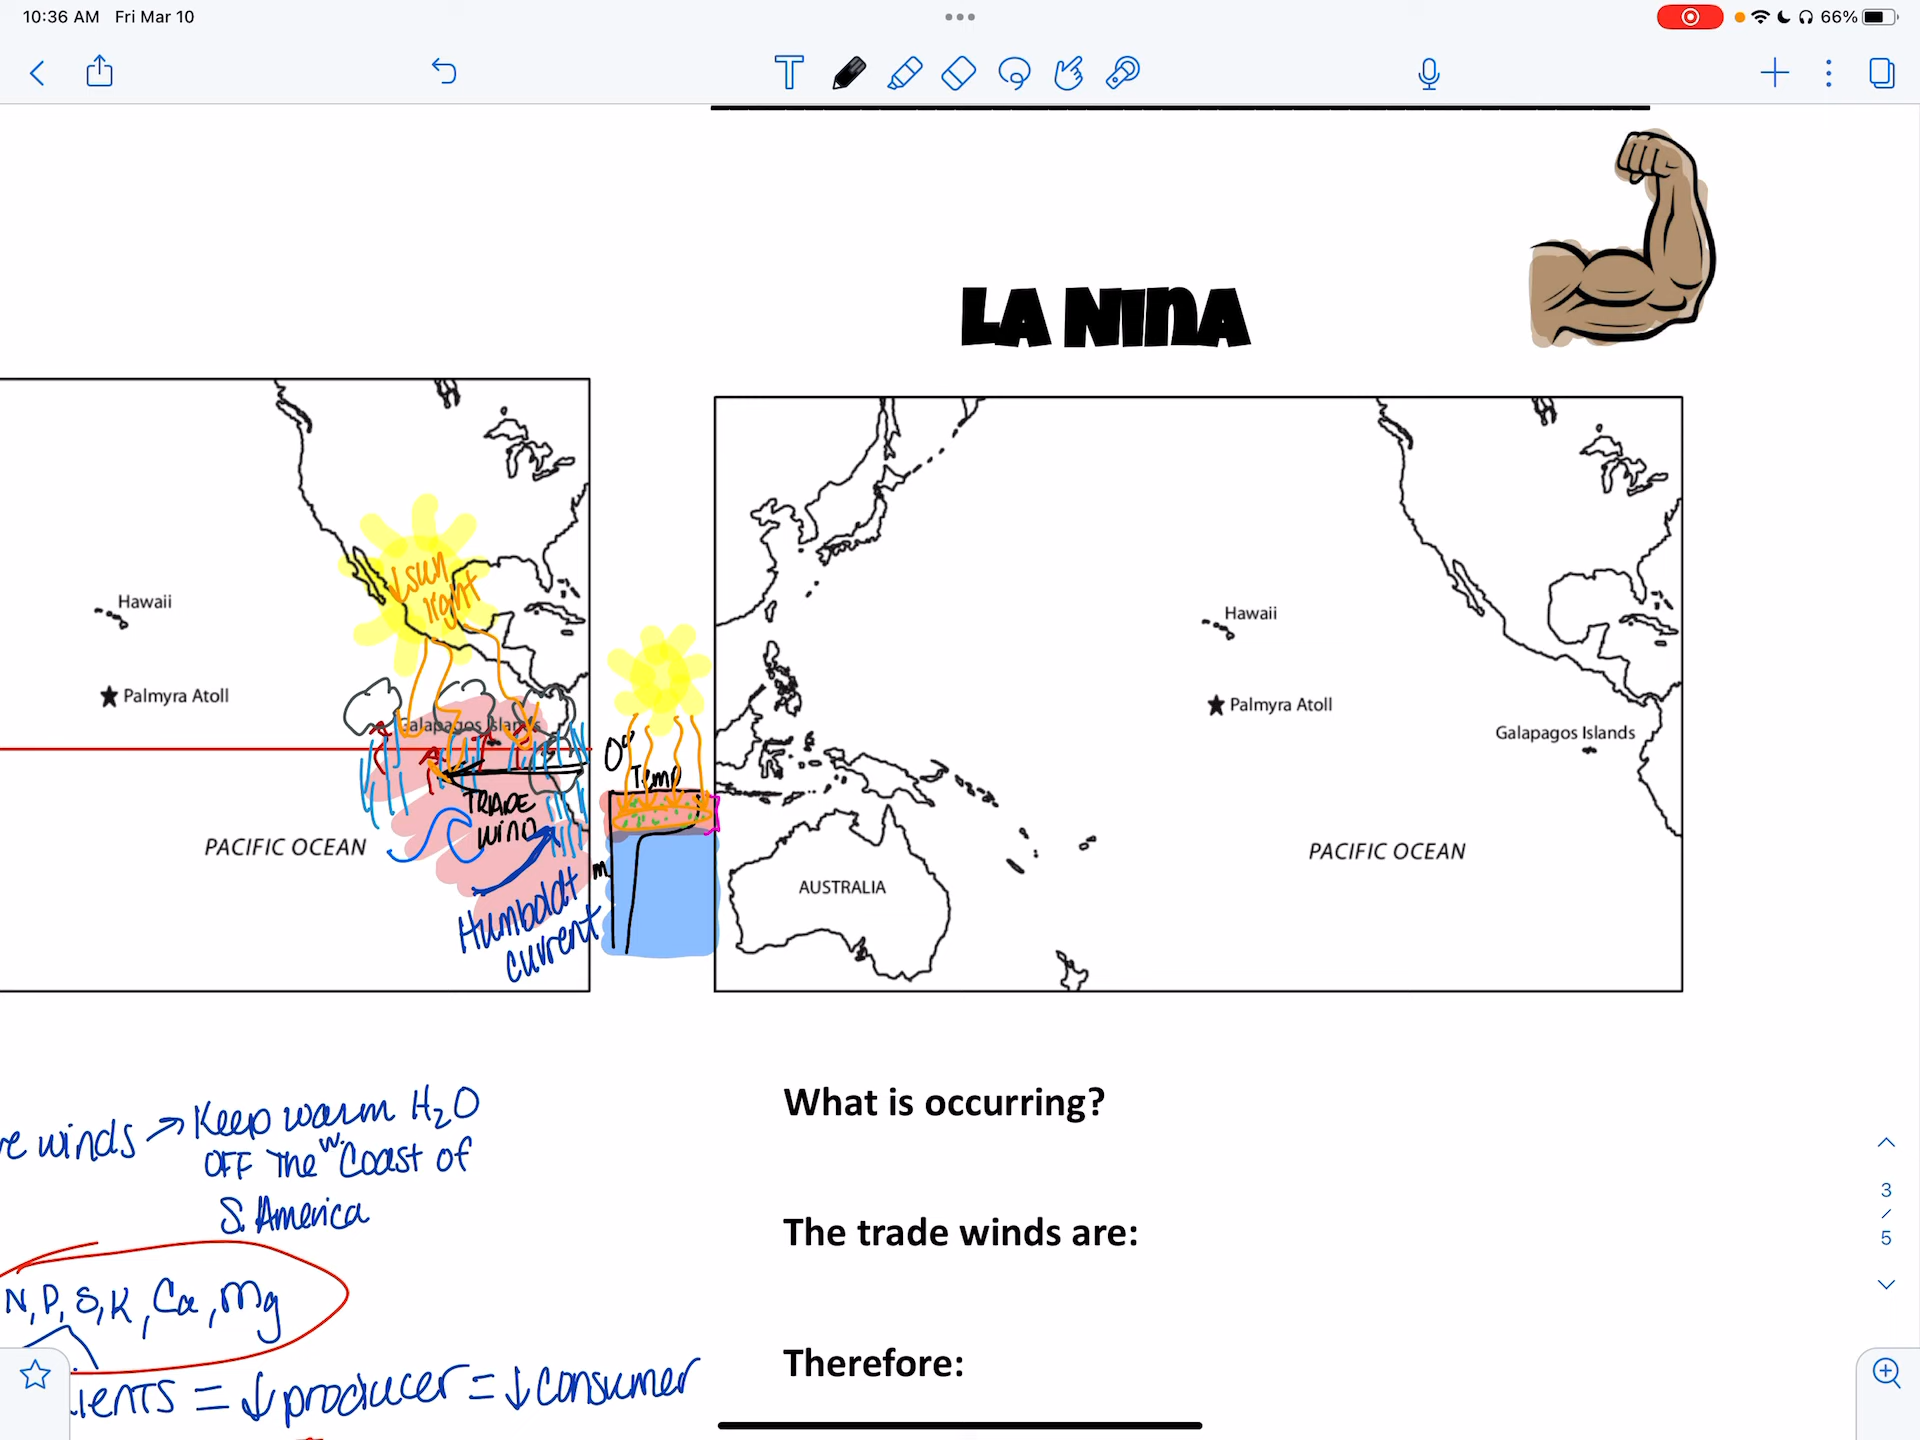 10:36 AM Fri Mar 10
66%
T
LA NINA
sun
light
Hawaii
Palmyra Atoll
Galapagos Islands
0°
Temp
TRADE
WIND
m
PACIFIC OCEAN
Humboldt
current
Hawaii
Palmyra Atoll
Galapagos Islands
PACIFIC OCEAN
AUSTRALIA
e winds → Keep warm H2O
OFF The w. Coast of
S. America
N, P, S, K, Ca, Mg
ients = ↓ producer = ↓ consumer
What is occurring?
The trade winds are:
Therefore:
3
/
5